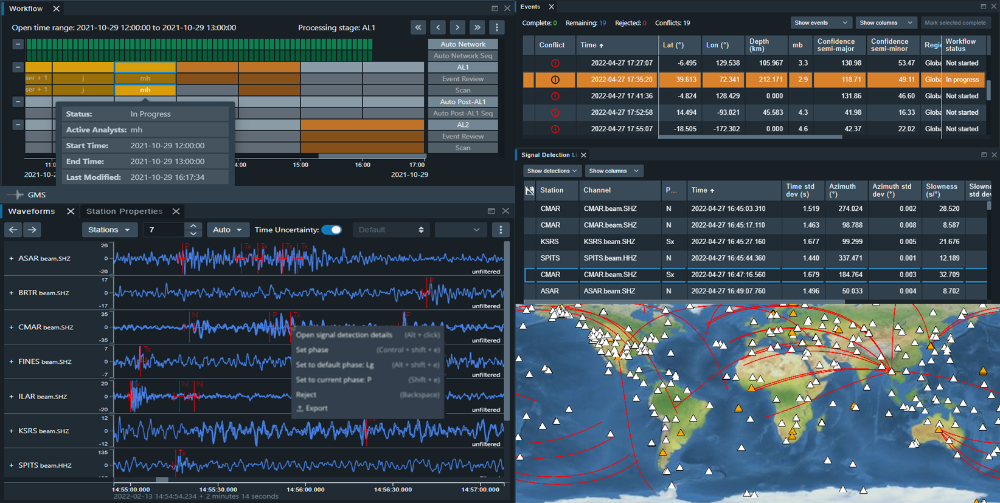 Workflow
Open time range: 2021-10-29 12:00:00 to 2021-10-29 13:00:00 Processing stage: AL1
Auto Network
Auto Network Seq
AL1
ser + 1 j mh Event Review
ser + 1 j mh Scan
Auto Post-AL1
Auto Post-AL1 Seq
AL2
Event Review
Scan
Status: In Progress
Active Analysts: mh
Start Time: 2021-10-29 12:00:00
End Time: 2021-10-29 13:00:00
Last Modified: 2021-10-29 16:17:34
11:0 4:00 15:00 16:00 17:00
2021-10- 2021-10-29
GMS
Waveforms Station Properties
Stations 7 Auto Time Uncertainty: Default
26
+ ASAR beam.SHZ 0
-26
P Tx Tx Tx Tx
unfiltered
17
+ BRTR beam.SHZ 0
-17
P
unfiltered
35
+ CMAR beam.SHZ 0
-35
N P Tx P
unfiltered
7
+ FINES beam.SHZ 0
-7
Tx
20
+ ILAR beam.SHZ 0
-20
N N
unfiltered
12
+ KSRS beam.SHZ 0
-12
unfiltered
135
+ SPITS beam.HHZ 0
Tx
Open signal detection details (Alt + click)
Set phase (Control + shift + e)
Set to default phase: Lg (Alt + shift + e)
Set to current phase: P (Shift + e)
Reject (Backspace)
Export
14:55:00.000 14:55:30.000 14:56:00.000 14:56:30.000 14:57:00.000
2022-02-13 14:54:54.234 + 2 minutes 14 seconds
Events
Complete: 0 Remaining: 19 Rejected: 0 Conflicts: 19 Show events Show columns Mark selected complete
Conflict Time Lat (°) Lon (°) Depth (km) mb Confidence semi-major Confidence semi-minor Regi Workflow status
2022-04-27 17:27:07 -6.495 129.538 105.967 3.3 130.98 53.47 Globa Not started
2022-04-27 17:35:20 39.613 72.341 212.171 2.9 118.71 49.11 Globa In progress
2022-04-27 17:41:36 -4.824 128.429 0.000 131.86 46.60 Globa Not started
2022-04-27 17:52:58 14.494 -93.021 45.583 4.3 41.98 16.33 Globa Not started
2022-04-27 17:55:07 -18.505 -172.302 0.000 4.6 42.37 22.02 Globa Not started
Signal Detection Li
Show detections Show columns
Station Channel P... Time Time std dev (s) Azimuth (°) Azimuth std dev (°) Slowness (s/°) Slown std dev
CMAR CMAR.beam.SHZ N 2022-04-27 16:45:03.310 1.519 274.024 0.002 28.520
CMAR CMAR.beam.SHZ N 2022-04-27 16:45:17.110 1.463 98.788 0.008 8.587
KSRS KSRS.beam.SHZ Sx 2022-04-27 16:45:27.160 1.677 99.299 0.005 21.676
SPITS SPITS.beam.HHZ N 2022-04-27 16:45:44.360 1.440 337.471 0.001 12.189
CMAR CMAR.beam.SHZ Sx 2022-04-27 16:47:16.560 1.679 184.764 0.003 32.709
ASAR ASAR.beam.SHZ N 2022-04-27 16:49:07.760 1.496 50.033 0.004 8.702